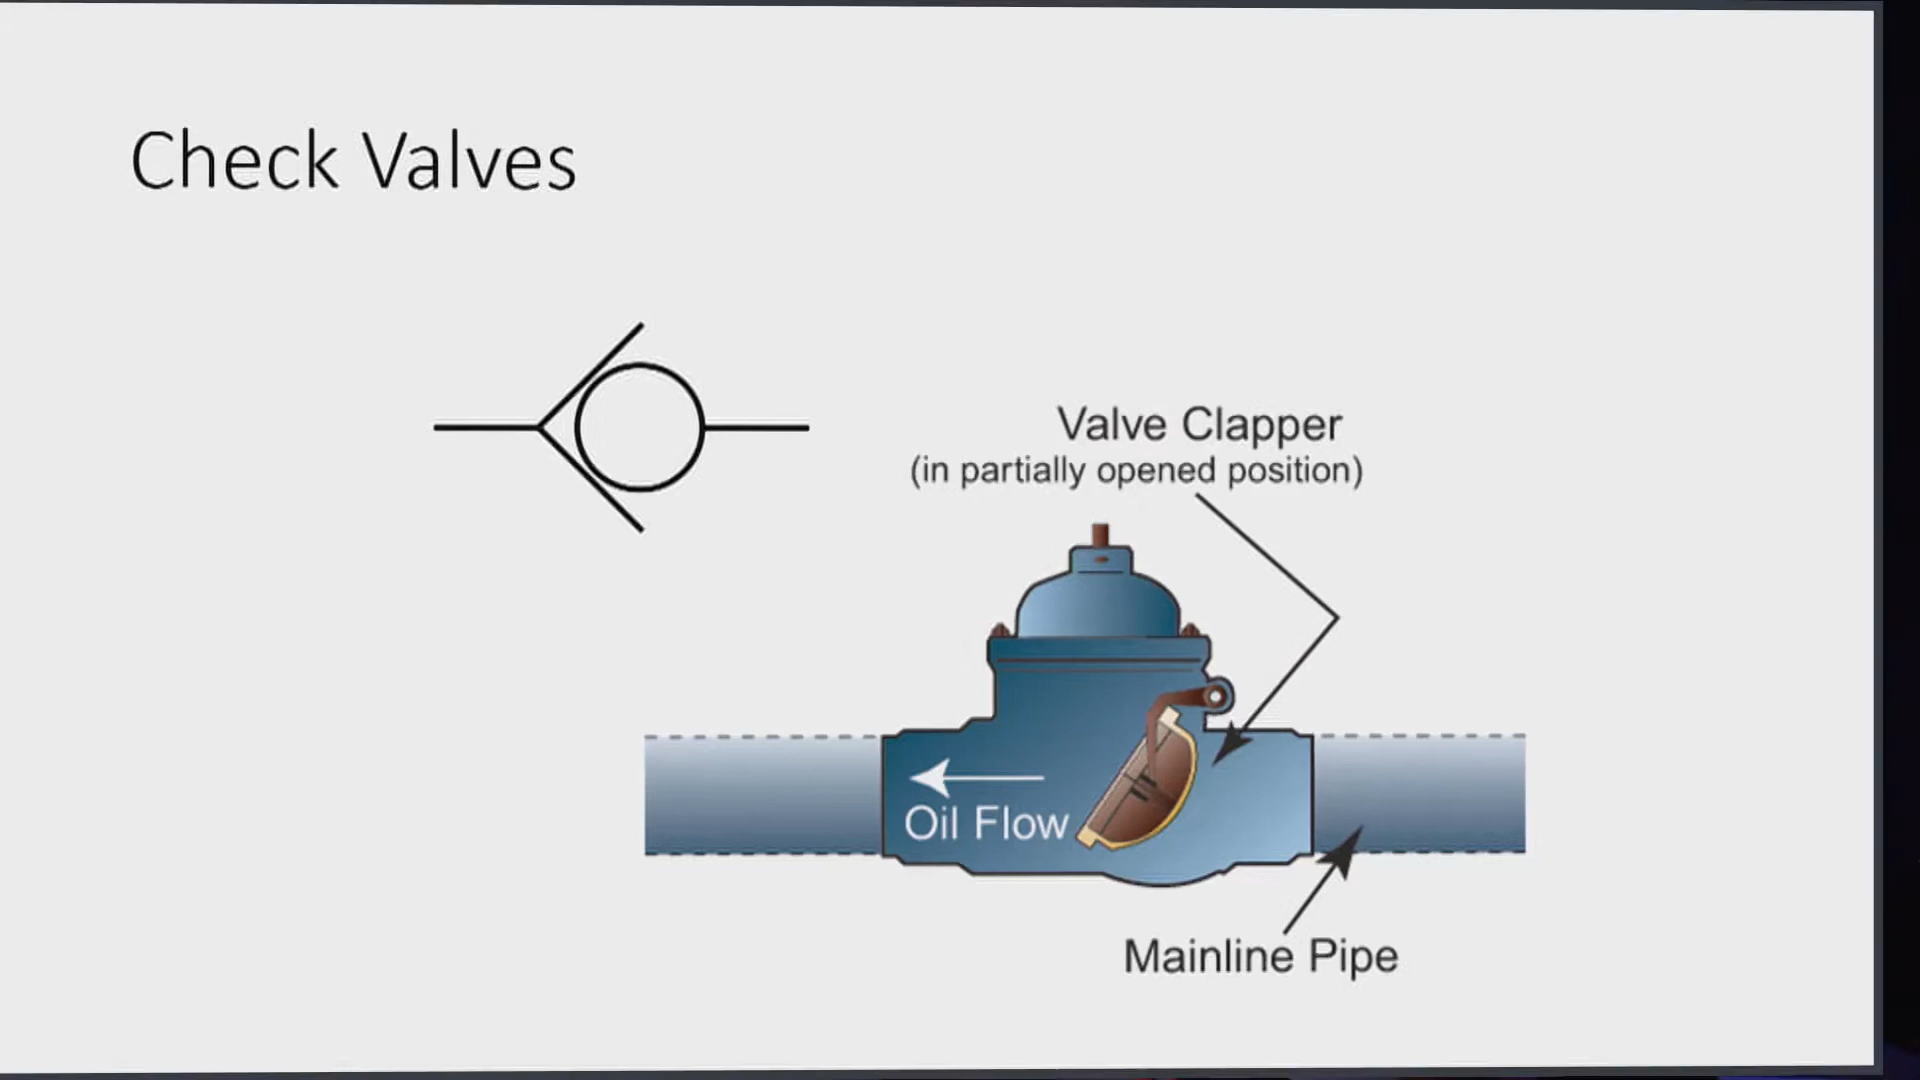 Check Valves
Valve Clapper
(in partially opened position)
Oil Flow
Mainline Pipe